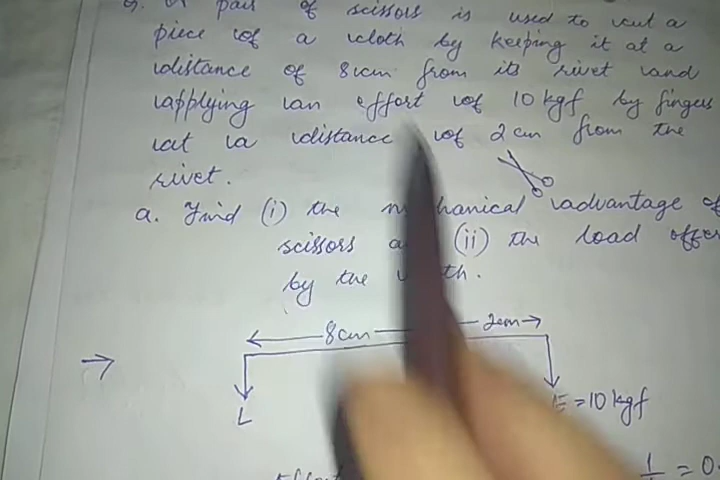 Q. A pair of scissors is used to cut a
piece of a cloth by keeping it at a
distance of 8cm from its rivet and
applying an effort of 10 kgf by fingers
at a distance of 2cm from the
rivet.
a. Find (i) the mechanical advantage of
scissors (ii) the load
by the
8cm 2cm
→
L E = 10 kgf
= 0.